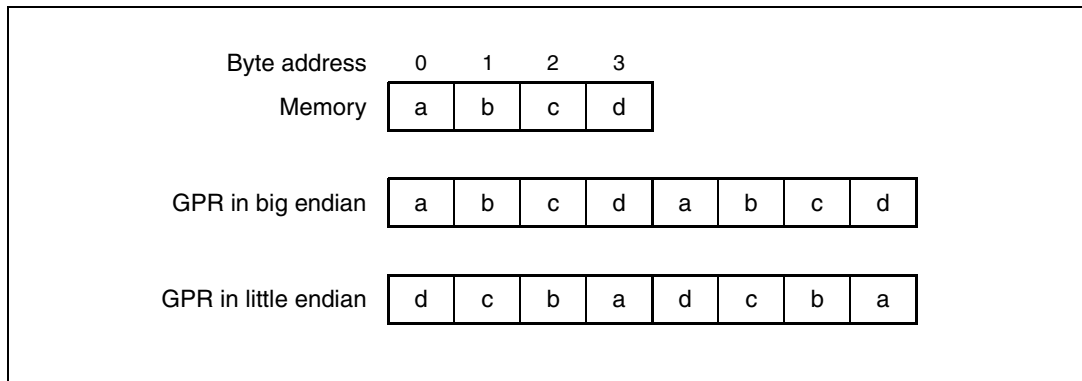 Byte address 0 1 2 3
Memory a b c d
GPR in big endian a b c d a b c d
GPR in little endian d c b a d c b a